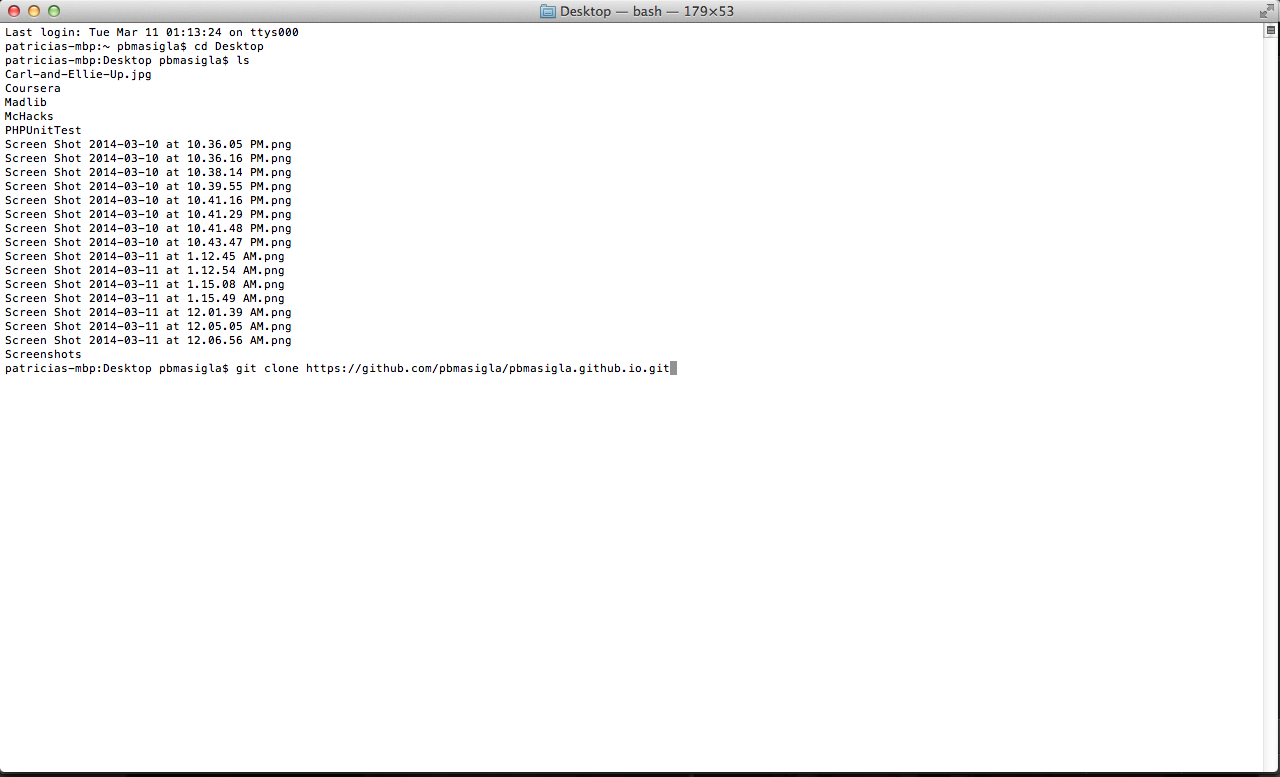 Desktop — bash — 179×53
Last login: Tue Mar 11 01:13:24 on ttys000
patricias-mbp:~ pbmasigla$ cd Desktop
patricias-mbp:Desktop pbmasigla$ ls
Carl-and-Ellie-Up.jpg
Coursera
Madlib
McHacks
PHPUnitTest
Screen Shot 2014-03-10 at 10.36.05 PM.png
Screen Shot 2014-03-10 at 10.36.16 PM.png
Screen Shot 2014-03-10 at 10.38.14 PM.png
Screen Shot 2014-03-10 at 10.39.55 PM.png
Screen Shot 2014-03-10 at 10.41.16 PM.png
Screen Shot 2014-03-10 at 10.41.29 PM.png
Screen Shot 2014-03-10 at 10.41.48 PM.png
Screen Shot 2014-03-10 at 10.43.47 PM.png
Screen Shot 2014-03-11 at 1.12.45 AM.png
Screen Shot 2014-03-11 at 1.12.54 AM.png
Screen Shot 2014-03-11 at 1.15.08 AM.png
Screen Shot 2014-03-11 at 1.15.49 AM.png
Screen Shot 2014-03-11 at 12.01.39 AM.png
Screen Shot 2014-03-11 at 12.05.05 AM.png
Screen Shot 2014-03-11 at 12.06.56 AM.png
Screenshots
patricias-mbp:Desktop pbmasigla$ git clone https://github.com/pbmasigla/pbmasigla.github.io.git